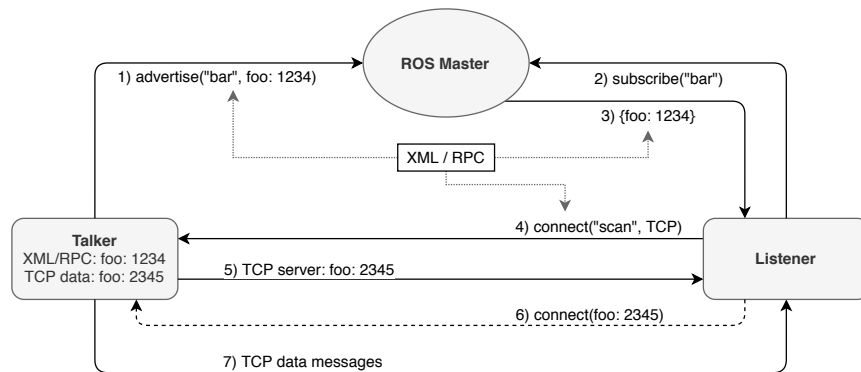 ROS Master
1) advertise("bar", foo: 1234)
2) subscribe("bar")
3) {foo: 1234}
XML / RPC
4) connect("scan", TCP)
Talker
XML/RPC: foo: 1234
TCP data: foo: 2345
Listener
5) TCP server: foo: 2345
6) connect(foo: 2345)
7) TCP data messages